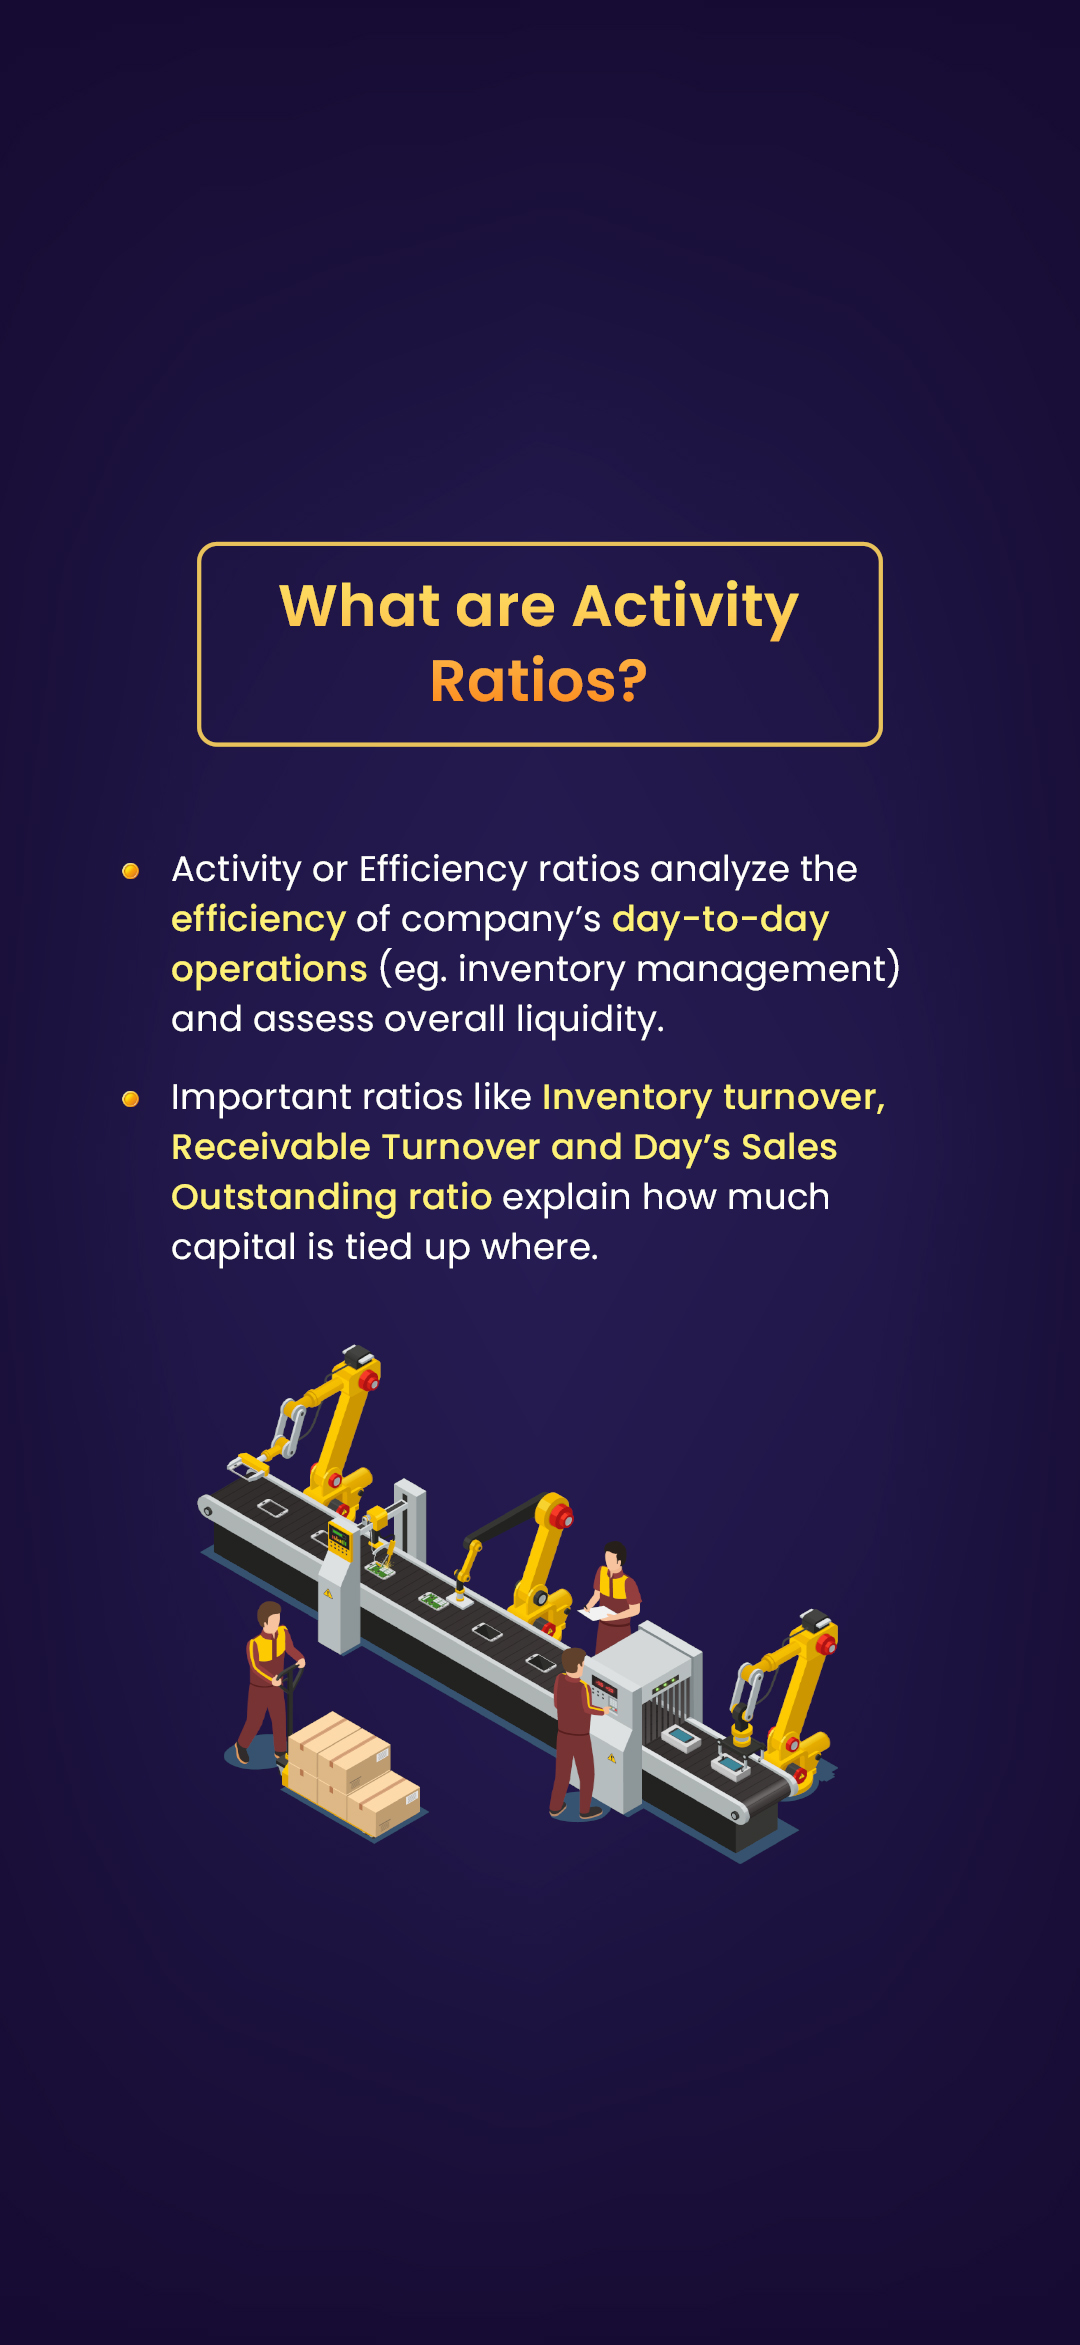 What are Activity
Ratios?
Activity or Efficiency ratios analyze the
efficiency of company’s day-to-day
operations (eg. inventory management)
and assess overall liquidity.
Important ratios like Inventory turnover,
Receivable Turnover and Day’s Sales
Outstanding ratio explain how much
capital is tied up where.